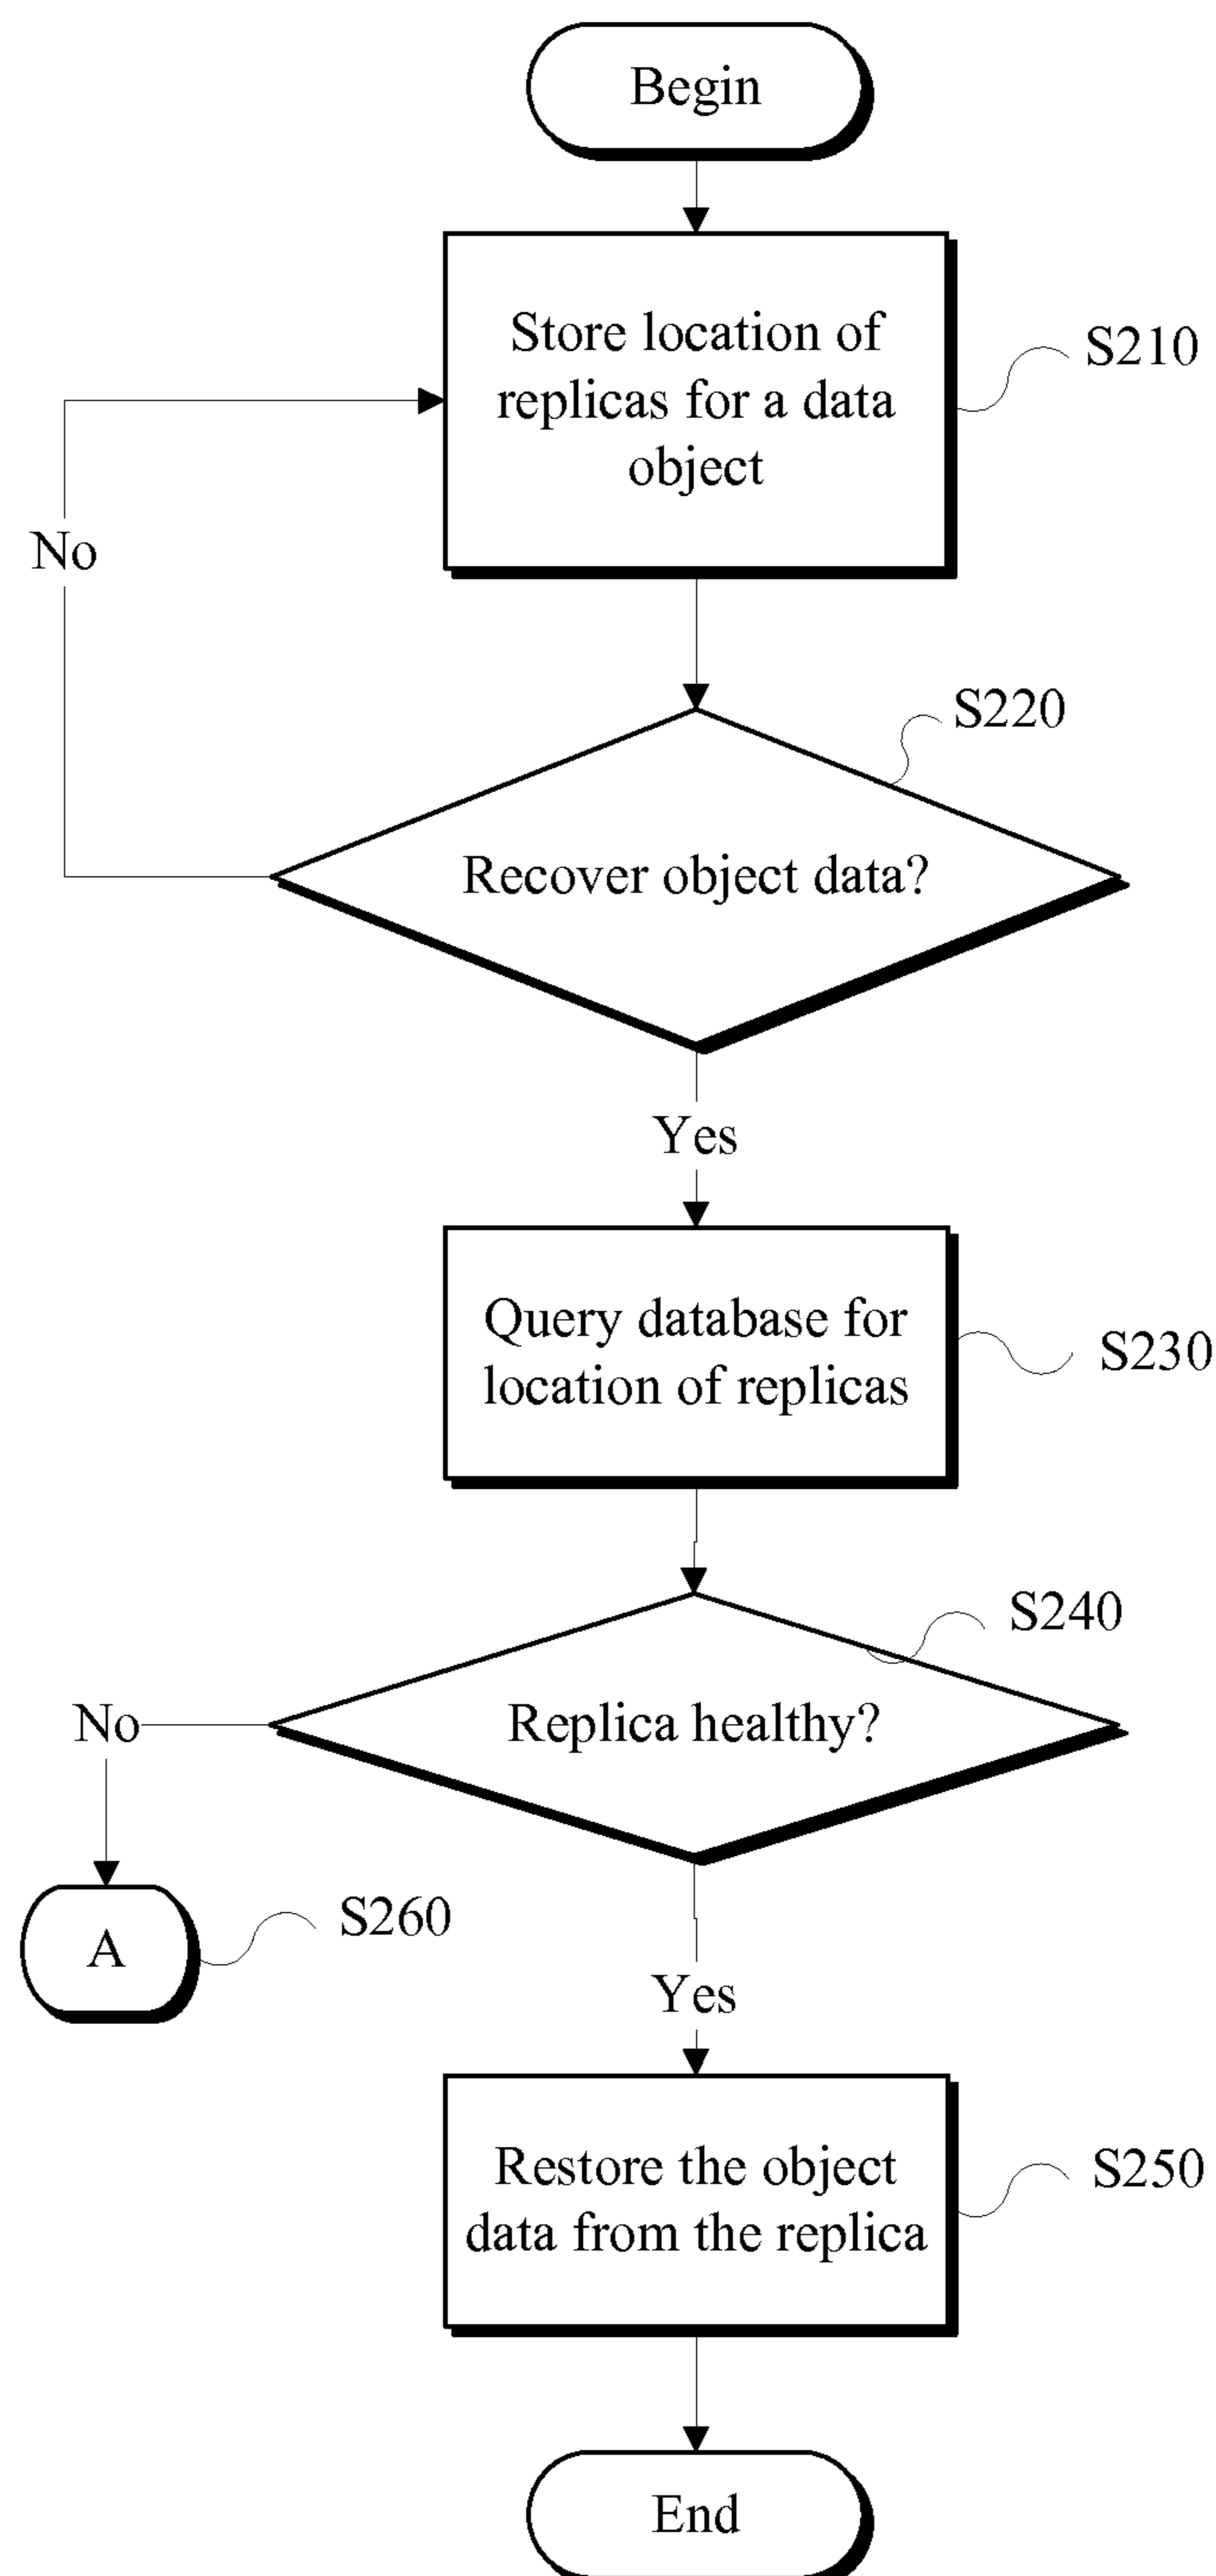 Begin
Store location of
replicas for a data
object
S210
No
S220
Recover object data?
Yes
Query database for
location of replicas
S230
S240
Replica healthy?
No
A
S260
Yes
Restore the object
data from the replica
S250
End